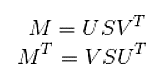 M = USV^T
M^T = VSU^T